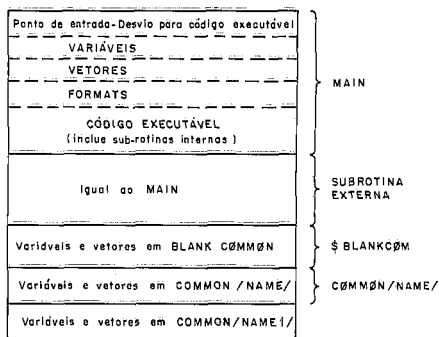 Ponto de entrada-Desvio para código executável
VARIÁVEIS
VETORES
FORMATS
CÓDIGO EXECUTÁVEL
(inclue sub-rotinas internas)
MAIN
Igual ao MAIN
SUBROTINA
EXTERNA
Variáveis e vetores em BLANK CØMMØN
$ BLANKCØM
Variáveis e vetores em COMMON /NAME/
CØMMØN/NAME/
Variáveis e vetores em COMMON/NAME1/